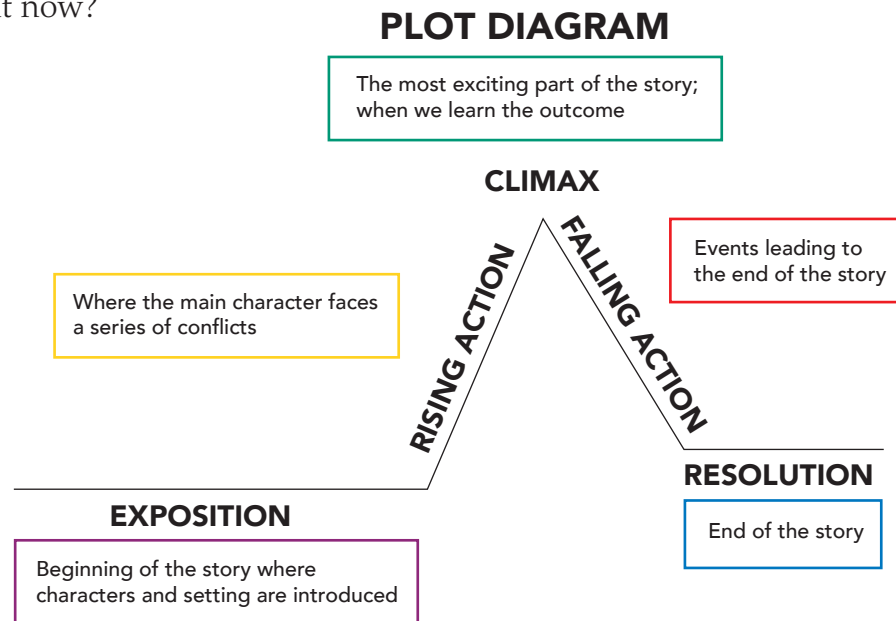 t now?
PLOT DIAGRAM
The most exciting part of the story;
when we learn the outcome
CLIMAX
RISING ACTION
FALLING ACTION
Events leading to
the end of the story
Where the main character faces
a series of conflicts
EXPOSITION
Beginning of the story where
characters and setting are introduced
RESOLUTION
End of the story